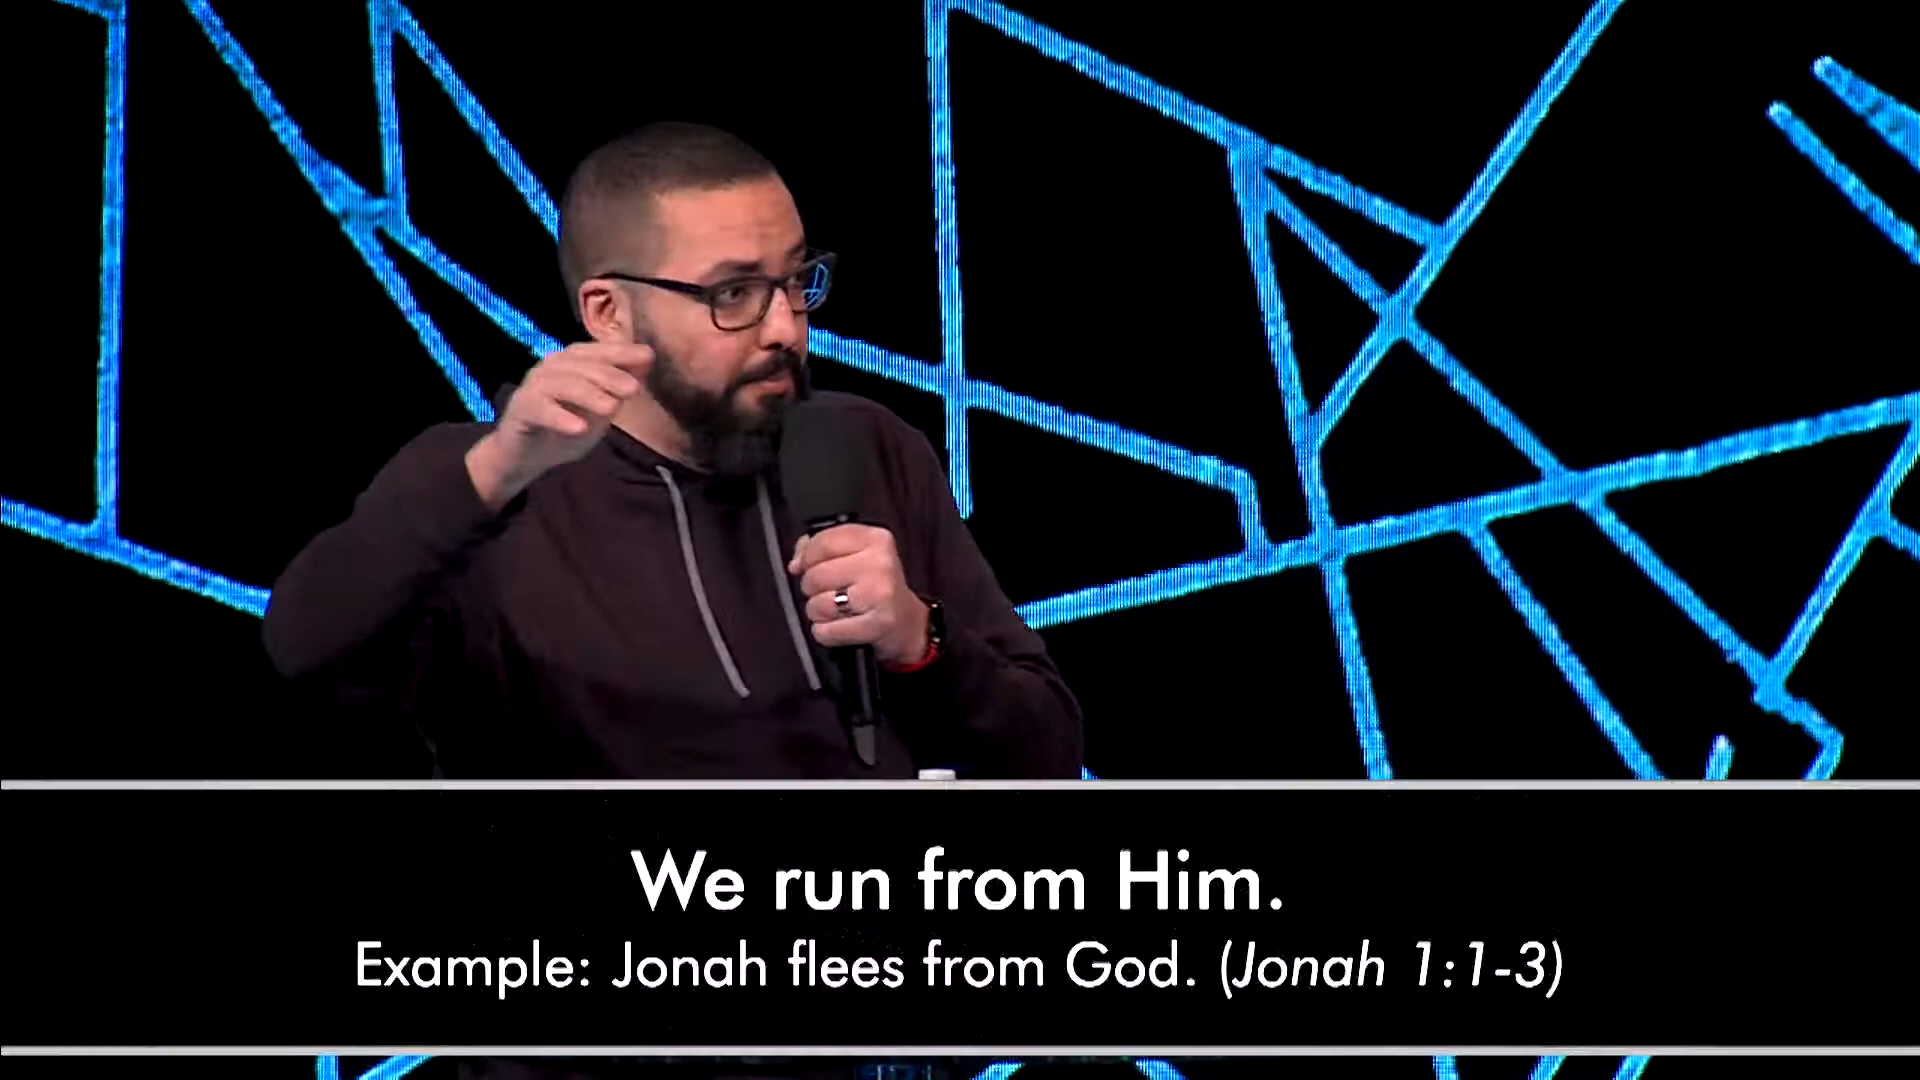 We run from Him.
Example: Jonah flees from God. (Jonah 1:1-3)